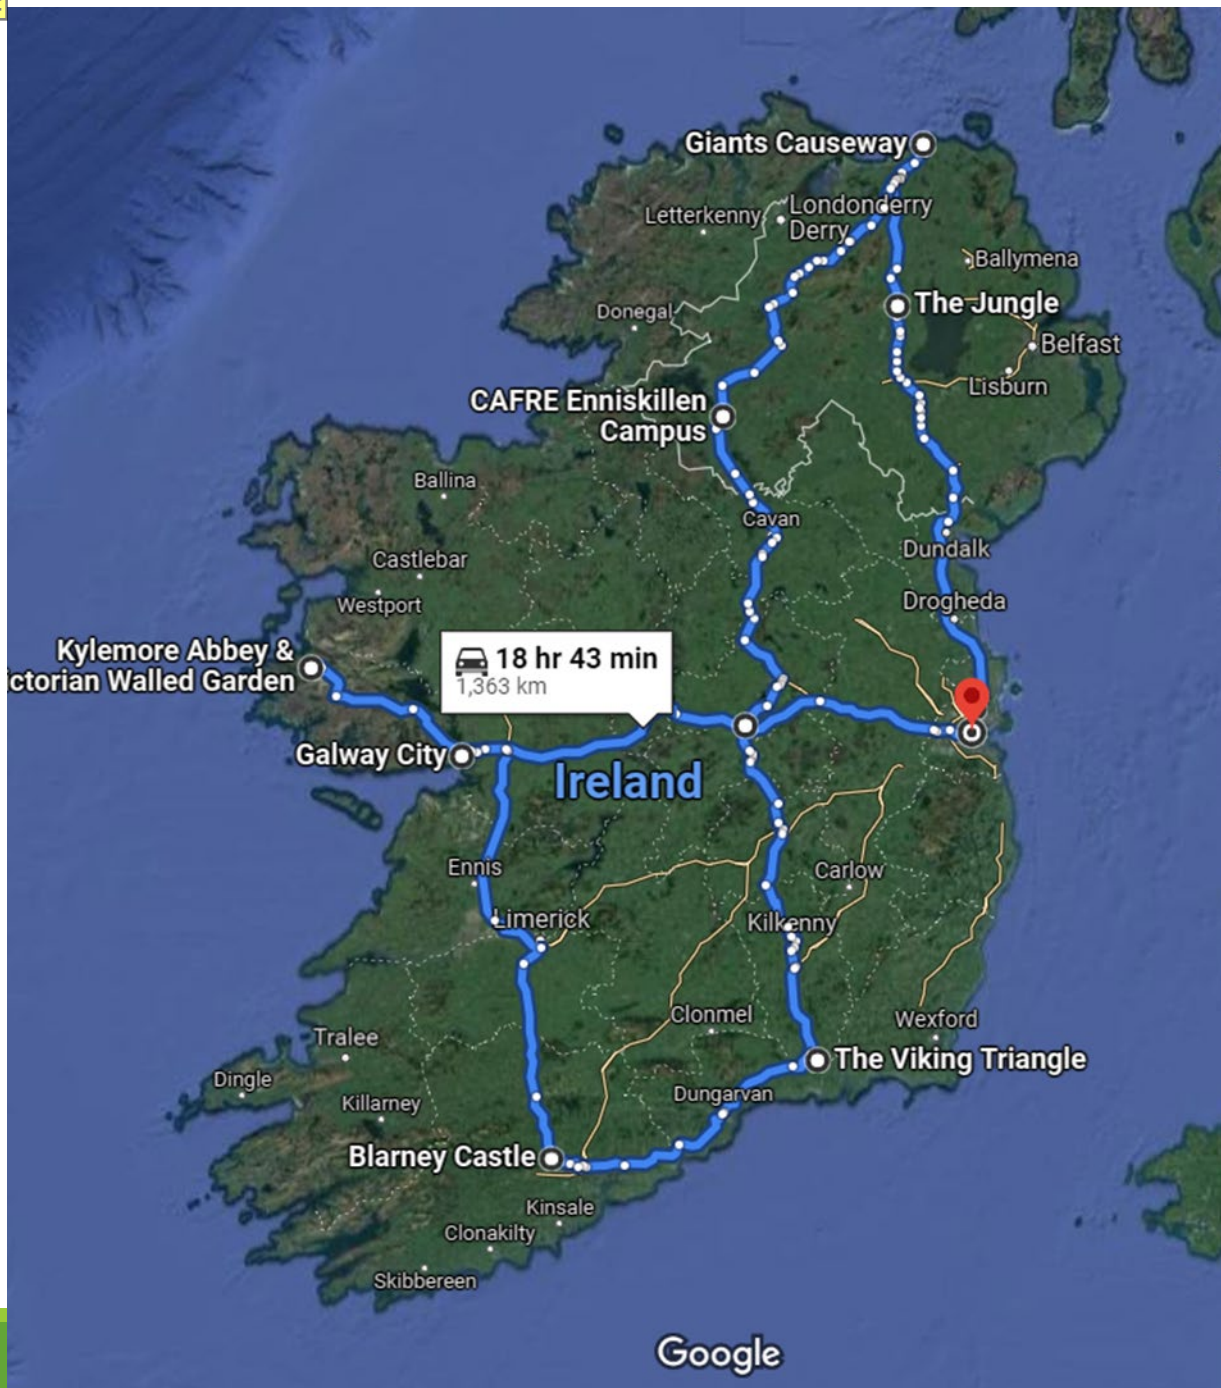 Giants Causeway
Londonderry
Derry
Letterkenny
Ballymena
The Jungle
Donegal
Belfast
Lisburn
CAFRE Enniskillen
Campus
Ballina
Cavan
Dundalk
Castlebar
Drogheda
Westport
Kylemore Abbey &
ctorian Walled Garden
18 hr 43 min
1,363 km
Galway City
Ireland
Ennis
Carlow
Limerick
Kilkenny
Clonmel
Wexford
Tralee
The Viking Triangle
Dingle
Dungarvan
Killarney
Blarney Castle
Kinsale
Clonakilty
Skibbereen
Google